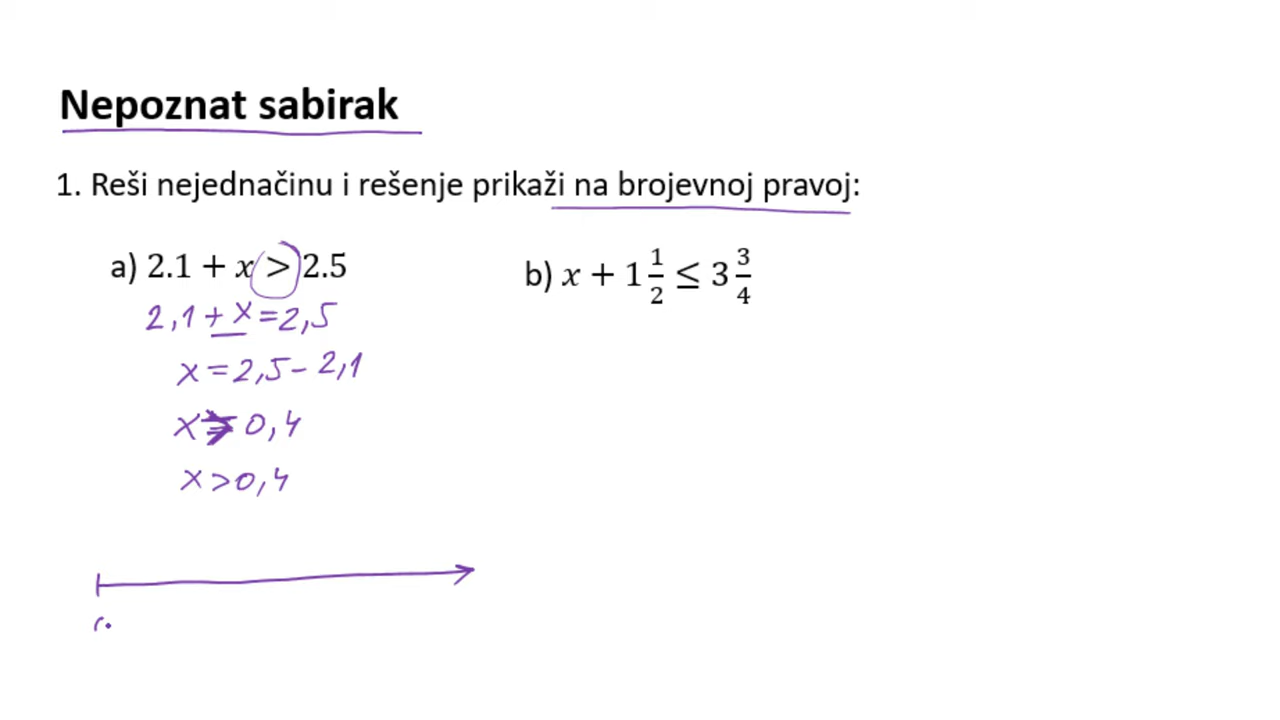 Nepoznat sabirak
1. Reši nejednačinu i rešenje prikaži na brojevnoj pravoj:
a) 2.1 + x > 2.5
2,1 + x = 2,5
x = 2,5 - 2,1
x > 0,4
x > 0,4
b) x + 1 1/2 ≤ 3 3/4